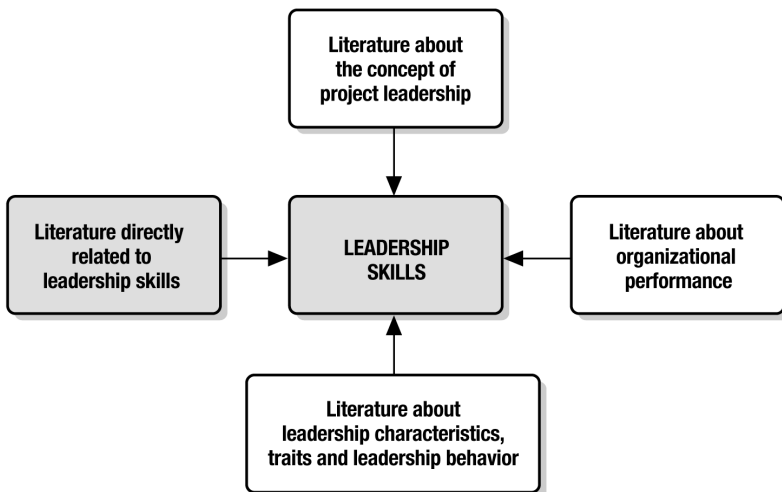 Literature about
the concept of
project leadership
Literature directly
related to
leadership skills
LEADERSHIP
SKILLS
Literature about
organizational
performance
Literature about
leadership characteristics,
traits and leadership behavior